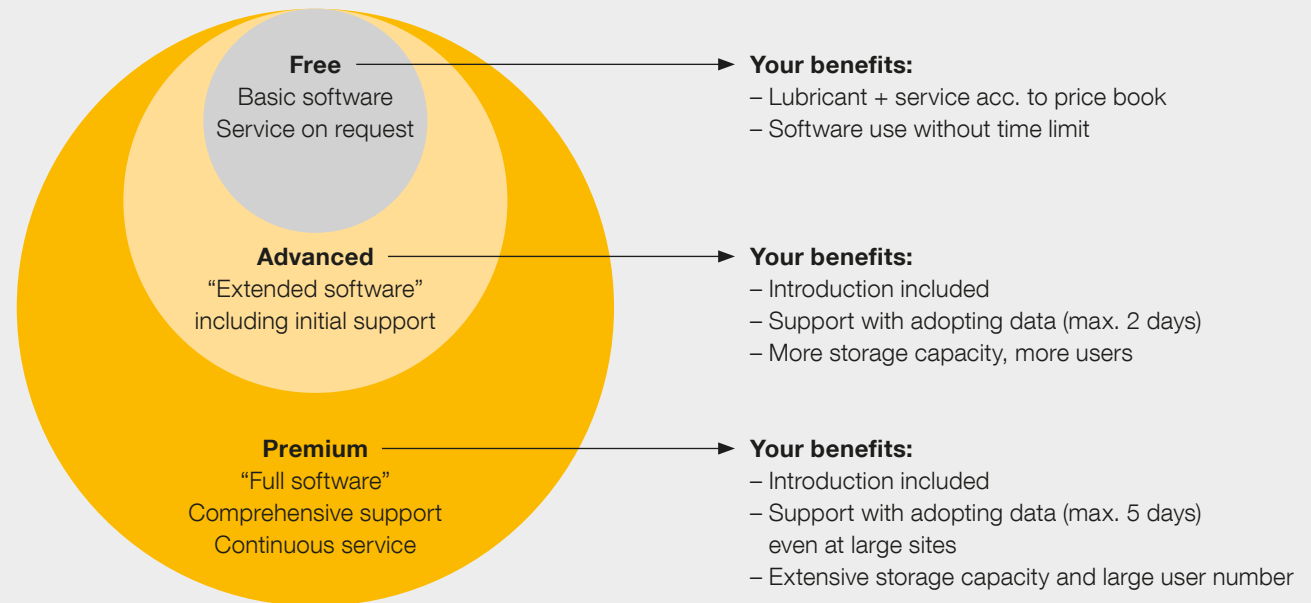 Free
Basic software
Service on request
Your benefits:
– Lubricant + service acc. to price book
– Software use without time limit
Advanced
“Extended software”
including initial support
Your benefits:
– Introduction included
– Support with adopting data (max. 2 days)
– More storage capacity, more users
Premium
“Full software”
Comprehensive support
Continuous service
Your benefits:
– Introduction included
– Support with adopting data (max. 5 days)
even at large sites
– Extensive storage capacity and large user number